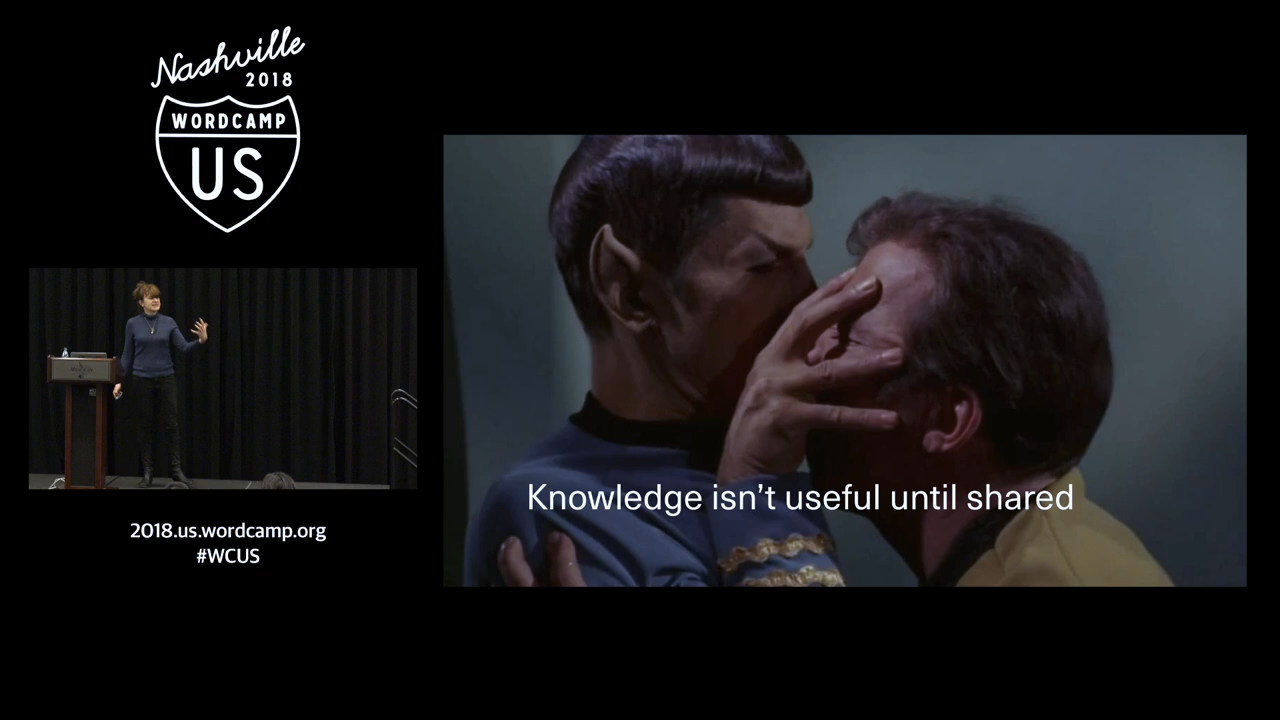 Nashville
2018
WORDCAMP
US
2018.us.wordcamp.org
#WCUS
Knowledge isn't useful until shared